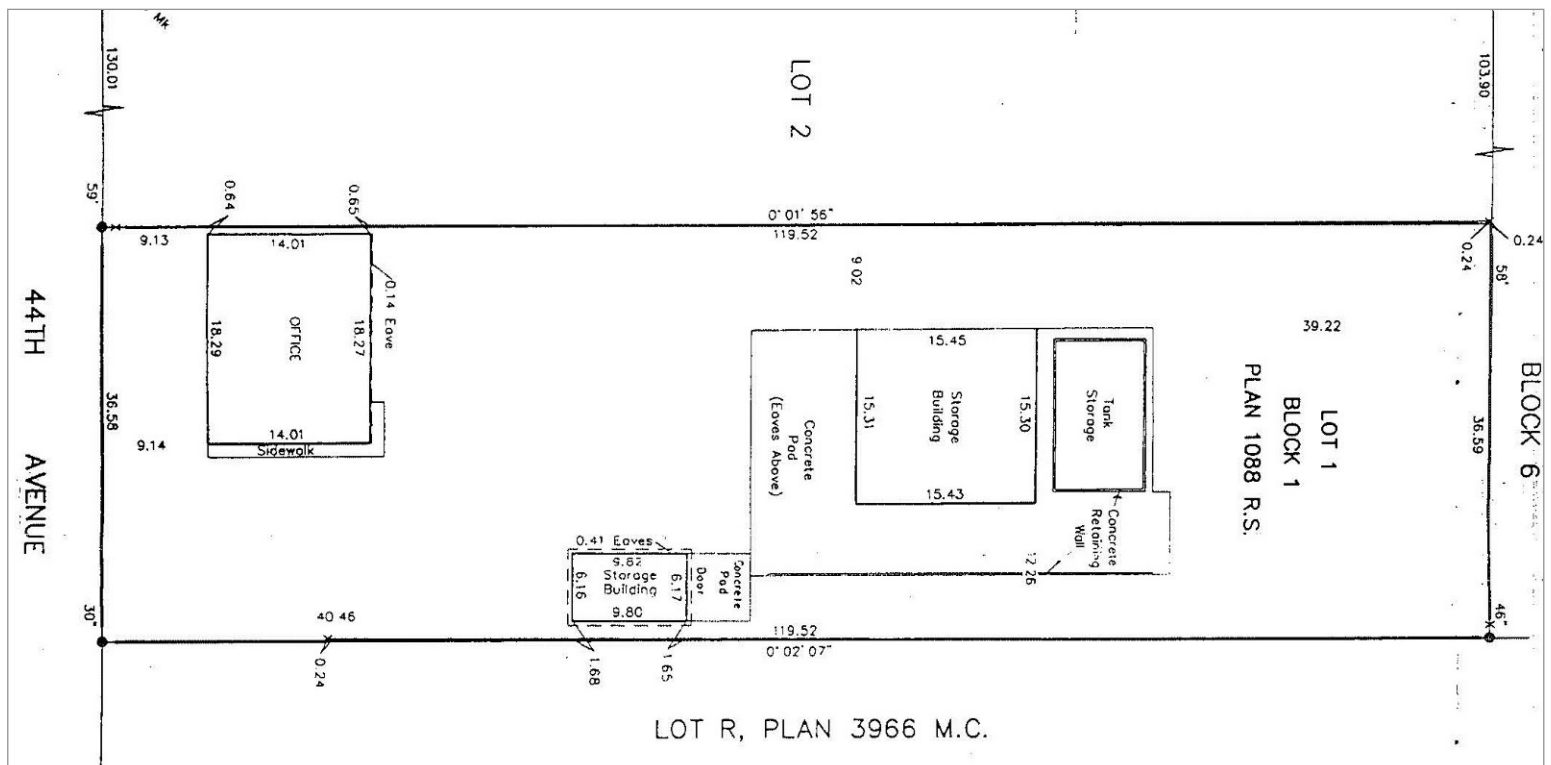 Mk
130.01
LOT 2
103.90
59'
0.64
0.65
0° 01' 56"
119.52
0.24
0.24
58'
9.13
14.01
9 02
0.14 Eave
39.22
44TH AVENUE
36.58
18.29
OFFICE
18.27
15.45
15.31
Storage
Building
15.30
15.43
Tank
Storage
Concrete
Pad
(Eaves Above)
LOT 1
BLOCK 1
PLAN 1088 R.S.
36.59
BLOCK 6
9.14
14.01
Sidewalk
Concrete
Retaining
Wall
12 26
0.41 Eaves
9.82
Storage
Building
6.16
6.17
9.80
Door
Concrete
Pad
30"
40 46
0.24
1.68
1.65
119.52
0° 02' 07"
46"
LOT R, PLAN 3966 M.C.